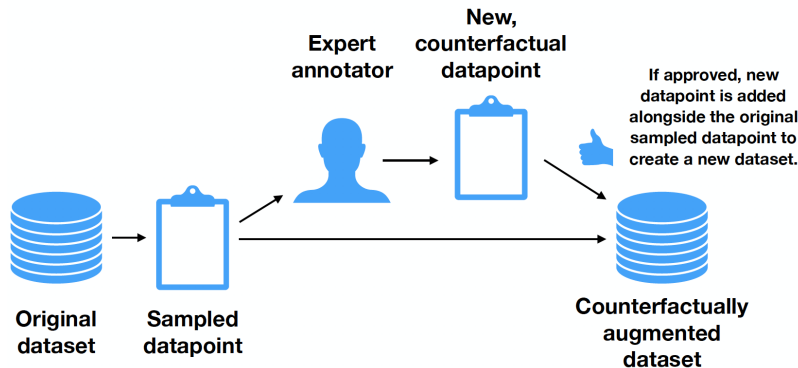 Original
dataset
Sampled
datapoint
Expert
annotator
New,
counterfactual
datapoint
If approved, new
datapoint is added
alongside the original
sampled datapoint to
create a new dataset.
Counterfactually
augmented
dataset